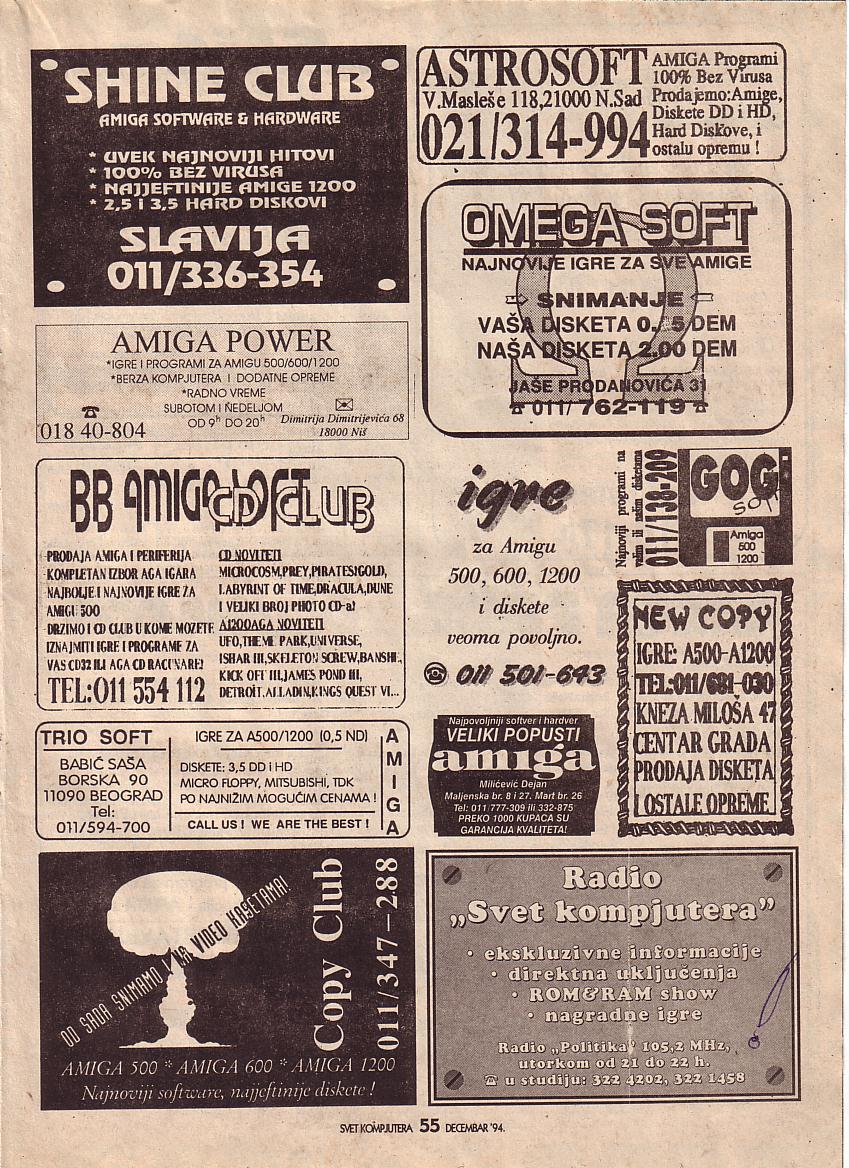 SHINE CLUB
AMIGA SOFTWARE & HARDWARE
* UVEK NAJNOVIJI HITOVI
* 100% BEZ VIRUSA
* NAJJEFTINIJE AMIGE 1200
* 2,5 I 3,5 HARD DISKOVI
SLAVIJA
011/336-354
ASTROSOFT
V.Masleše 118,21000 N.Sad
021/314-994
AMIGA Programi
100% Bez Virusa
Prodajemo:Amige,
Diskete DD i HD,
Hard Diskove, i
ostalu opremu !
OMEGA SOFT
NAJNOVIJE IGRE ZA SVE AMIGE
SNIMANJE
VAŠA DISKETA 0. 5 DEM
NAŠA DISKETA 2.00 DEM
JAŠE PRODANOVIĆA 31
011/ 762-119
AMIGA POWER
*IGRE I PROGRAMI ZA AMIGU 500/600/1200
*BERZA KOMPJUTERA I DODATNE OPREME
*RADNO VREME
SUBOTOM I NEDELJOM
OD 9h DO 20h
018 40-804
Dimitrija Dimitrijevića 68
18000 Niš
BB AMIGA SOFT
CD CLUB
PRODAJA AMIGA I PERIFERIJA
KOMPLETAN IZBOR AGA IGARA
NAJBOLJE I NAJNOVIJE IGRE ZA
AMIGU 500
DRZIMO I CD CLUB U KOME MOZETE
IZNAJMITI IGRE I PROGRAME ZA
VAS CD32 ILI AGA CD RACUNARE!
TEL:011 554 112
CD NOVITETI
MICROCOSM,PREY,PIRATES!GOLD,
LABYRINT OF TIME,DRACULA,DUNE
I VELIKI BROJ PHOTO CD-a!
A1200AGA NOVITETI
UFO,THEME PARK,UNIVERSE,
ISHAR III,SKELETON SCREW,BANSHE,
KICK OFF III,JAMES POND III,
DETROIT,ALLADIN,KINGS QUEST VI...
igre
za Amigu
500, 600, 1200
i diskete
veoma povoljno.
011 501-643
Najnoviji programi na
vašim ili našim disketama
011/138-209
GOG
SOFT
Amiga
500
1200
NEW COPY
IGRE: A500-A1200
TEL:011/681-030
KNEZA MILOŠA 47
CENTAR GRADA
PRODAJA DISKETA
I OSTALE OPREME
TRIO SOFT
BABIĆ SAŠA
BORSKA 90
11090 BEOGRAD
Tel:
011/594-700
IGRE ZA A500/1200 (0,5 ND)
DISKETE: 3,5 DD i HD
MICRO FLOPPY, MITSUBISHI, TDK
PO NAJNIŽIM MOGUĆIM CENAMA !
CALL US ! WE ARE THE BEST !
AMIGA
Najpovoljniji softver i hardver
VELIKI POPUSTI
amiga
Milićević Dejan
Maljenska br. 8 i 27. Mart br. 26
Tel: 011 777-309 ili 332-875
PREKO 1000 KUPACA SU
GARANCIJA KVALITETA!
OD SADA SNIMAMO I NA VIDEO KASETAMA!
Copy Club
011/347-288
AMIGA 500 * AMIGA 600 * AMIGA 1200
Najnoviji software, najjeftinije diskete !
Radio
„Svet kompjutera”
• ekskluzivne informacije
• direktna uključenja
• ROM&RAM show
• nagradne igre
Radio „Politika” 105,2 MHz,
utorkom od 21 do 22 h.
u studiju: 322 4202, 322 1458
SVET KOMPJUTERA 55 DECEMBAR '94.